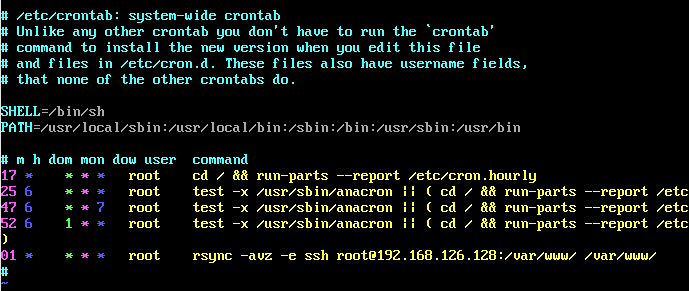 # /etc/crontab: system-wide crontab
# Unlike any other crontab you don't have to run the `crontab'
# command to install the new version when you edit this file
# and files in /etc/cron.d. These files also have username fields,
# that none of the other crontabs do.
SHELL=/bin/sh
PATH=/usr/local/sbin:/usr/local/bin:/sbin:/bin:/usr/sbin:/usr/bin
# m h dom mon dow user  command
17 *    * * *   root    cd / && run-parts --report /etc/cron.hourly
25 6    * * *   root    test -x /usr/sbin/anacron || ( cd / && run-parts --report /etc
47 6    * * 7   root    test -x /usr/sbin/anacron || ( cd / && run-parts --report /etc
52 6    1 * *   root    test -x /usr/sbin/anacron || ( cd / && run-parts --report /etc
)
01 *    * * *   root    rsync -avz -e ssh root@192.168.126.128:/var/www/ /var/www/
#
~